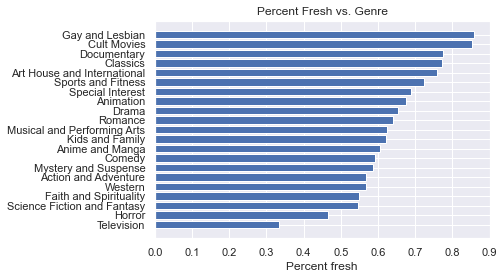 Percent Fresh vs. Genre
Gay and Lesbian
Cult Movies
Documentary
Classics
Art House and International
Sports and Fitness
Special Interest
Animation
Drama
Romance
Musical and Performing Arts
Kids and Family
Anime and Manga
Comedy
Mystery and Suspense
Action and Adventure
Western
Faith and Spirituality
Science Fiction and Fantasy
Horror
Television
0.0 0.1 0.2 0.3 0.4 0.5 0.6 0.7 0.8 0.9
Percent fresh